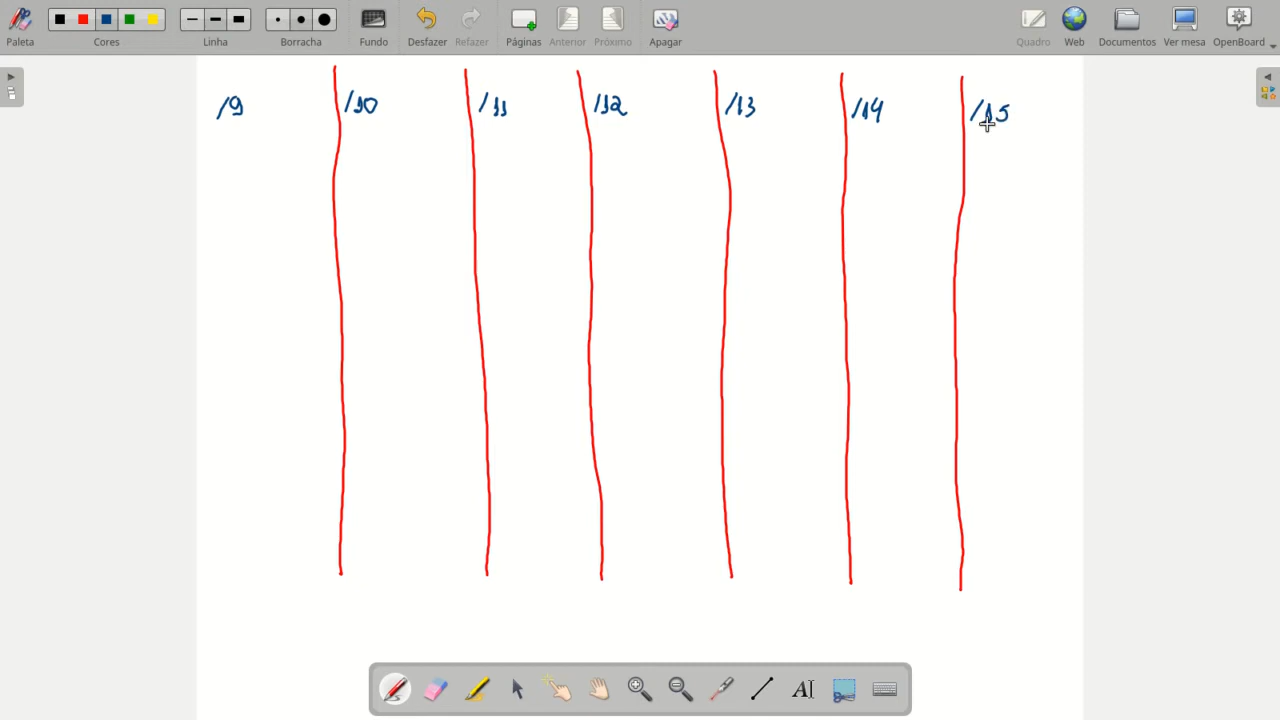 Paleta Cores Linha Borracha Fundo Desfazer Refazer Páginas Anterior Próximo Apagar Quadro Web Documentos Ver mesa OpenBoard
/9 /10 /11 /12 /13 /14 /15
AI